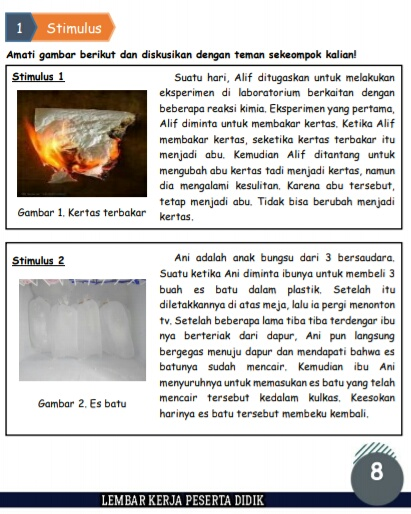 1 Stimulus
Amati gambar berikut dan diskusikan dengan teman sekeompok kalian!
Stimulus 1
Suatu hari, Alif ditugaskan untuk melakukan
eksperimen di laboratorium berkaitan dengan
beberapa reaksi kimia. Eksperimen yang pertama,
Alif diminta untuk membakar kertas. Ketika Alif
membakar kertas, seketika kertas terbakar itu
menjadi abu. Kemudian Alif ditantang untuk
mengubah abu kertas tadi menjadi kertas, namun
dia mengalami kesulitan. Karena abu tersebut,
tetap menjadi abu. Tidak bisa berubah menjadi
kertas.
Gambar 1. Kertas terbakar
Stimulus 2
Ani adalah anak bungsu dari 3 bersaudara.
Suatu ketika Ani diminta ibunya untuk membeli 3
buah es batu dalam plastik. Setelah itu
diletakkannya di atas meja, lalu ia pergi menonton
tv. Setelah beberapa lama tiba tiba terdengar ibu
nya berteriak dari dapur, Ani pun langsung
bergegas menuju dapur dan mendapati bahwa es
batunya sudah mencair. Kemudian ibu Ani
menyuruhnya untuk memasukan es batu yang telah
mencair tersebut kedalam kulkas. Keesokan
harinya es batu tersebut membeku kembali.
Gambar 2. Es batu
8
LEMBAR KERJA PESERTA DIDIK